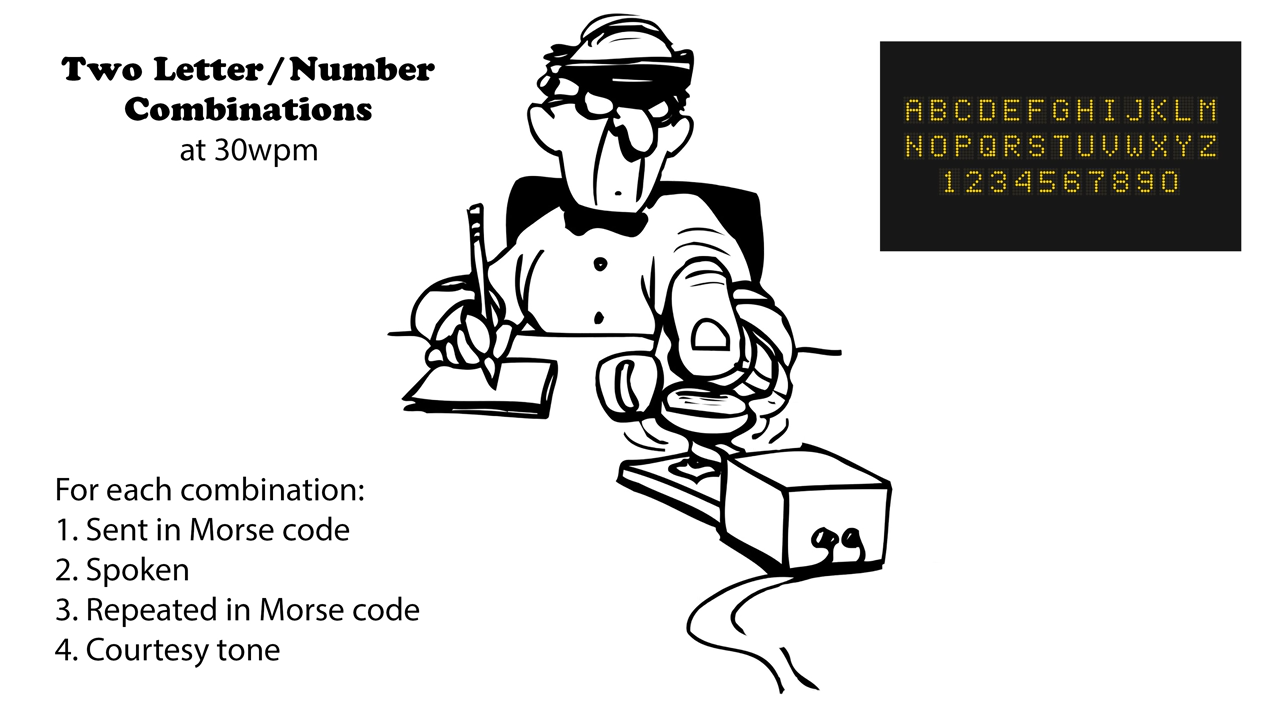 Two Letter/Number
Combinations
at 30wpm
ABCDEFGHIJKLM
NOPQRSTUVWXYZ
1234567890
For each combination:
1. Sent in Morse code
2. Spoken
3. Repeated in Morse code
4. Courtesy tone